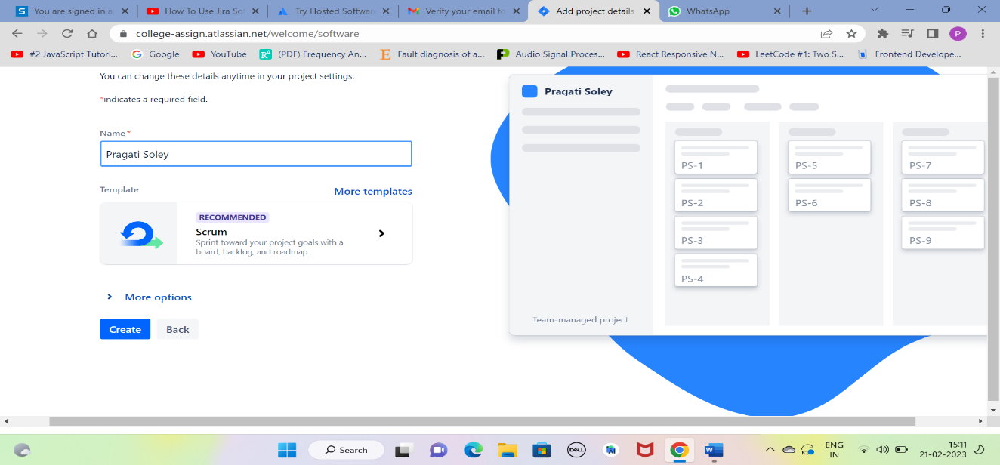 You are signed in a
How To Use Jira Sof
Try Hosted Software
Verify your email fo
Add project details
WhatsApp
college-assign.atlassian.net/welcome/software
P
#2 JavaScript Tutori...
Google
YouTube
R⁶
(PDF) Frequency An...
Fault diagnosis of a...
Audio Signal Proces...
React Responsive N...
LeetCode #1: Two S...
Frontend Develope...
You can change these details anytime in your project settings.
*indicates a required field.
Name*
Pragati Soley
Template
More templates
RECOMMENDED
Scrum
Sprint toward your project goals with a
board, backlog, and roadmap.
More options
Create
Back
Pragati Soley
PS-1
PS-2
PS-3
PS-4
PS-5
PS-6
PS-7
PS-8
PS-9
Team-managed project
Search
DELL
ENG
IN
15:11
21-02-2023